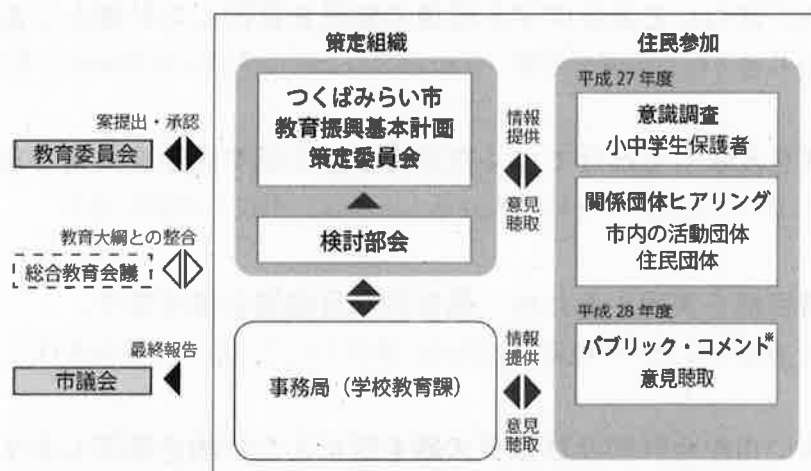 策定組織
住民参加
案提出・承認
教育委員会
教育大綱との整合
総合教育会議
最終報告
市議会
つくばみらい市
教育振興基本計画
策定委員会
検討部会
事務局（学校教育課）
情報
提供
意見
聴取
情報
提供
意見
聴取
平成 27 年度
意識調査
小中学生保護者
関係団体ヒアリング
市内の活動団体
住民団体
平成 28 年度
パブリック・コメント※
意見聴取